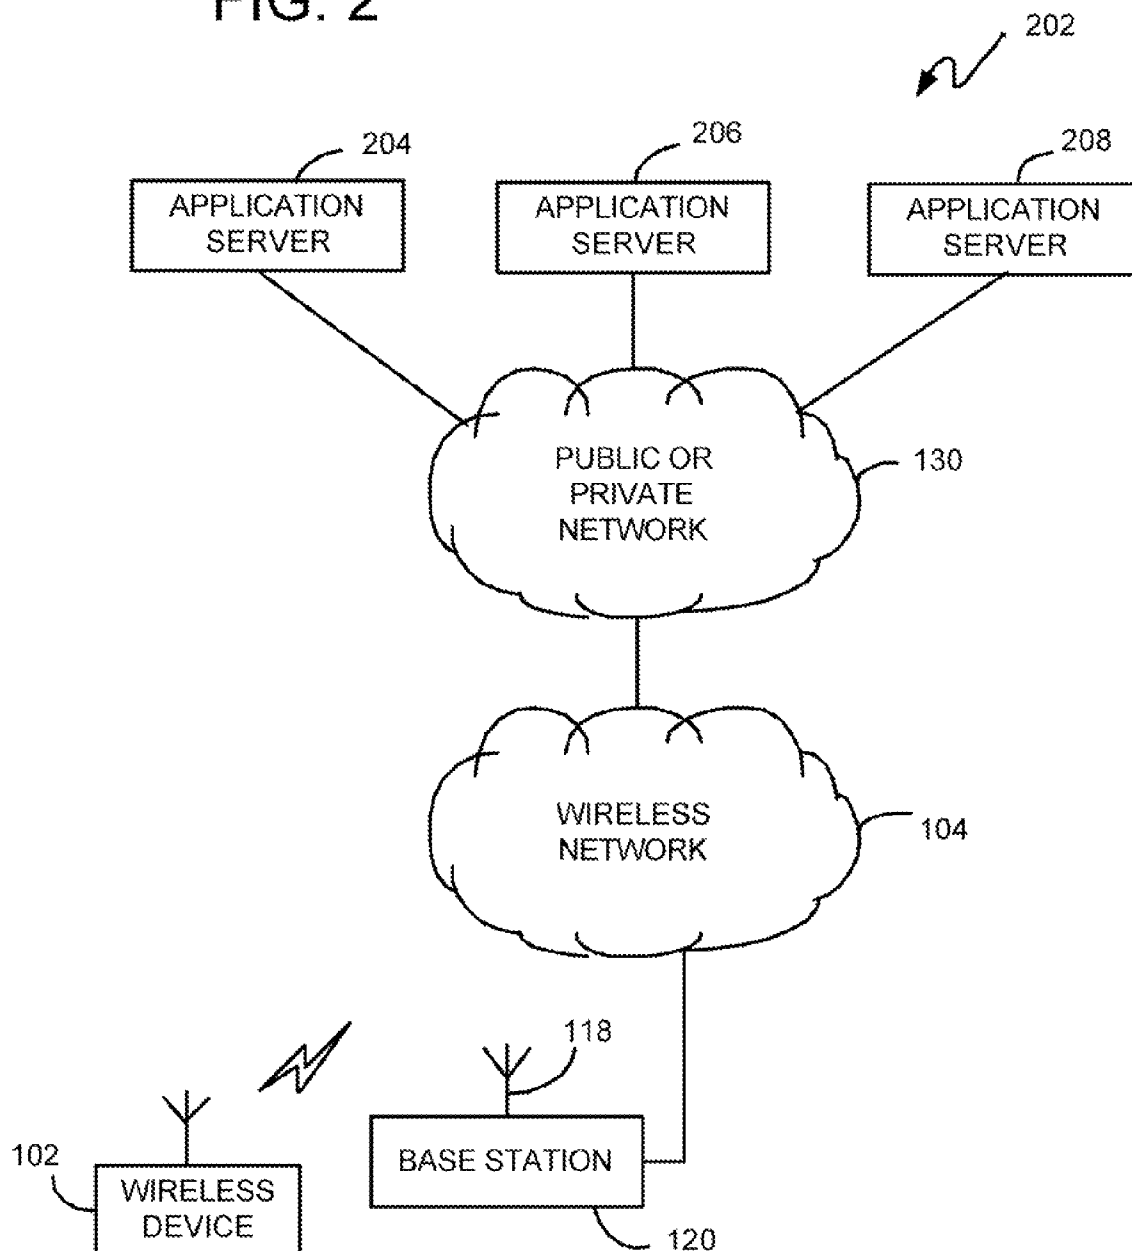 FIG. 2
202
204
206
208
APPLICATION
SERVER
APPLICATION
SERVER
APPLICATION
SERVER
PUBLIC OR
PRIVATE
NETWORK
130
WIRELESS
NETWORK
104
118
BASE STATION
102
WIRELESS
DEVICE
120